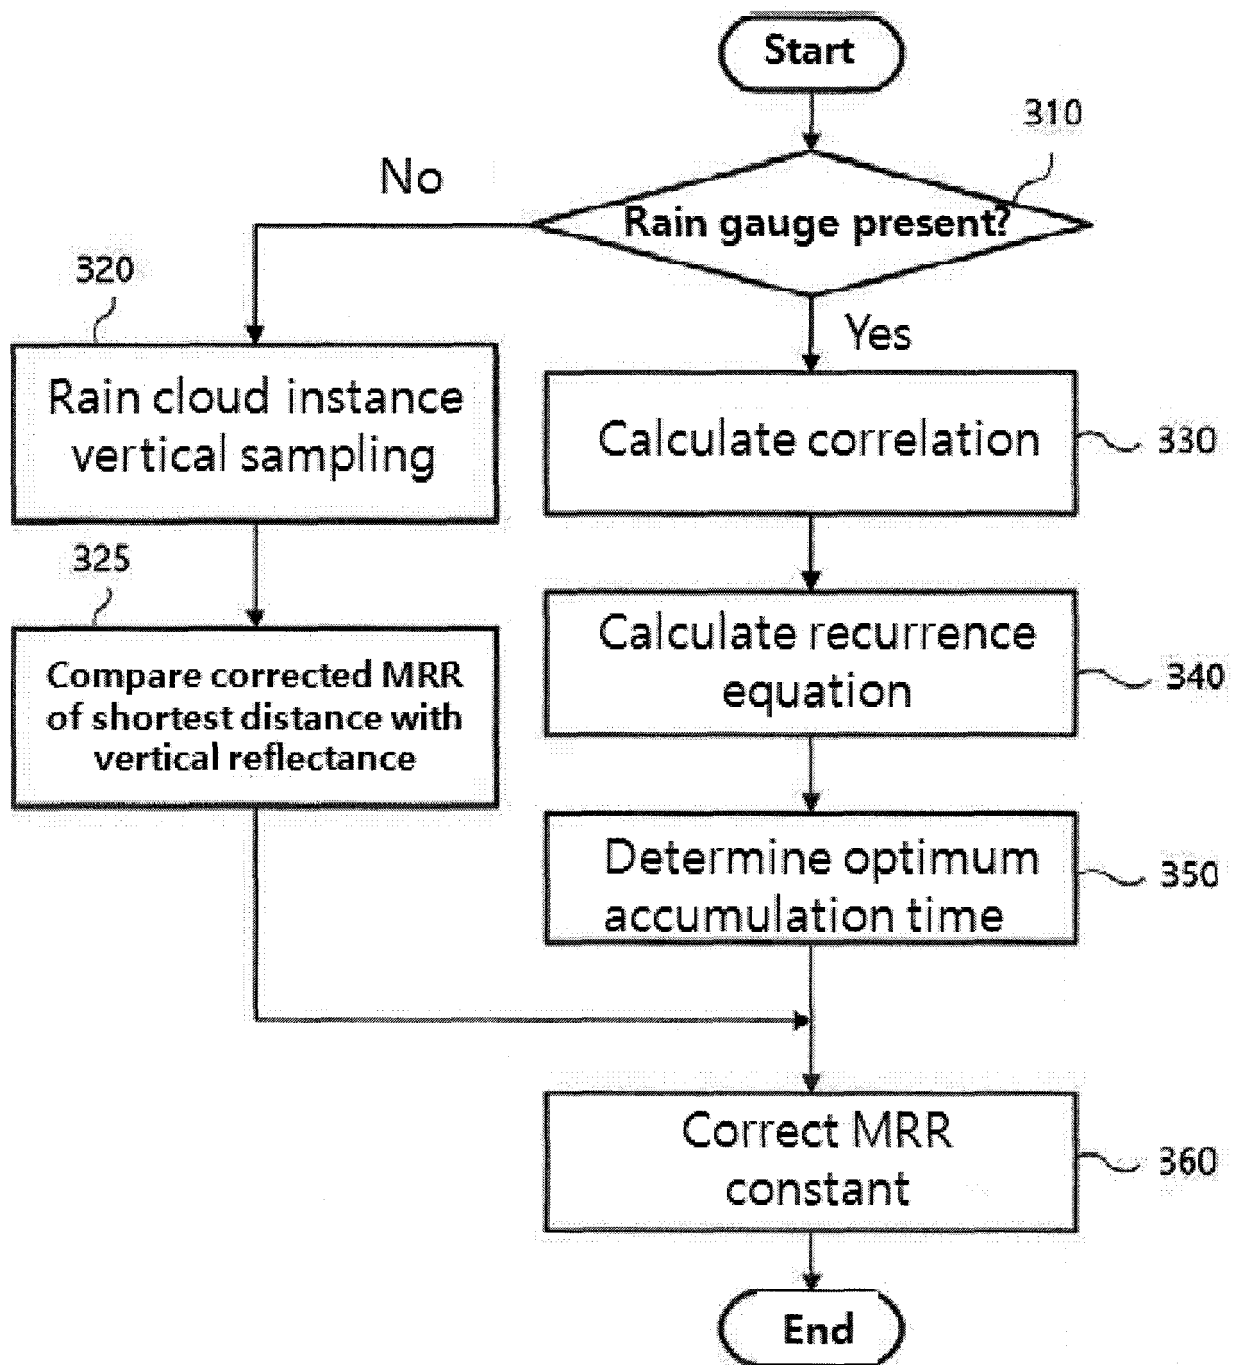 Start
310
No
Rain gauge present?
320
Yes
Rain cloud instance
vertical sampling
Calculate correlation
330
325
Compare corrected MRR
of shortest distance with
vertical reflectance
Calculate recurrence
equation
340
Determine optimum
accumulation time
350
Correct MRR
constant
360
End